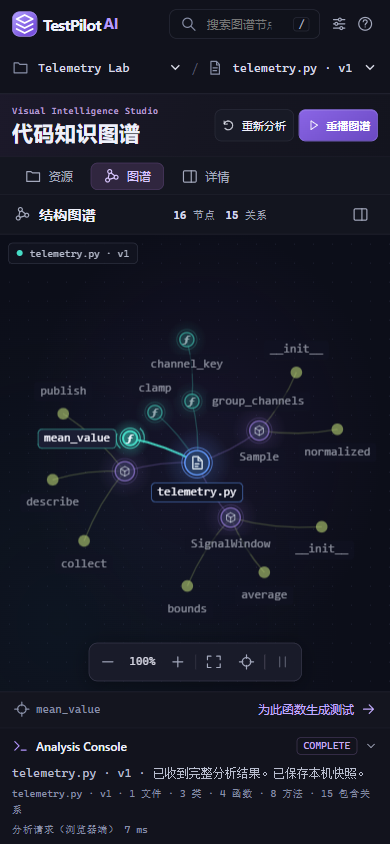 TestPilot AI
搜索图谱节点
/
Telemetry Lab
/
telemetry.py · v1
Visual Intelligence Studio
代码知识图谱
重新分析
重播图谱
资源
图谱
详情
结构图谱
16 节点 15 关系
telemetry.py · v1
channel_key
__init__
clamp
publish
group_channels
mean_value
Sample
normalized
telemetry.py
describe
SignalWindow
__init__
collect
average
bounds
100%
mean_value
为此函数生成测试
Analysis Console
COMPLETE
telemetry.py · v1 · 已收到完整分析结果。已保存本机快照。
telemetry.py · v1 · 1 文件 · 3 类 · 4 函数 · 8 方法 · 15 包含关
系
分析请求（浏览器端） 7 ms